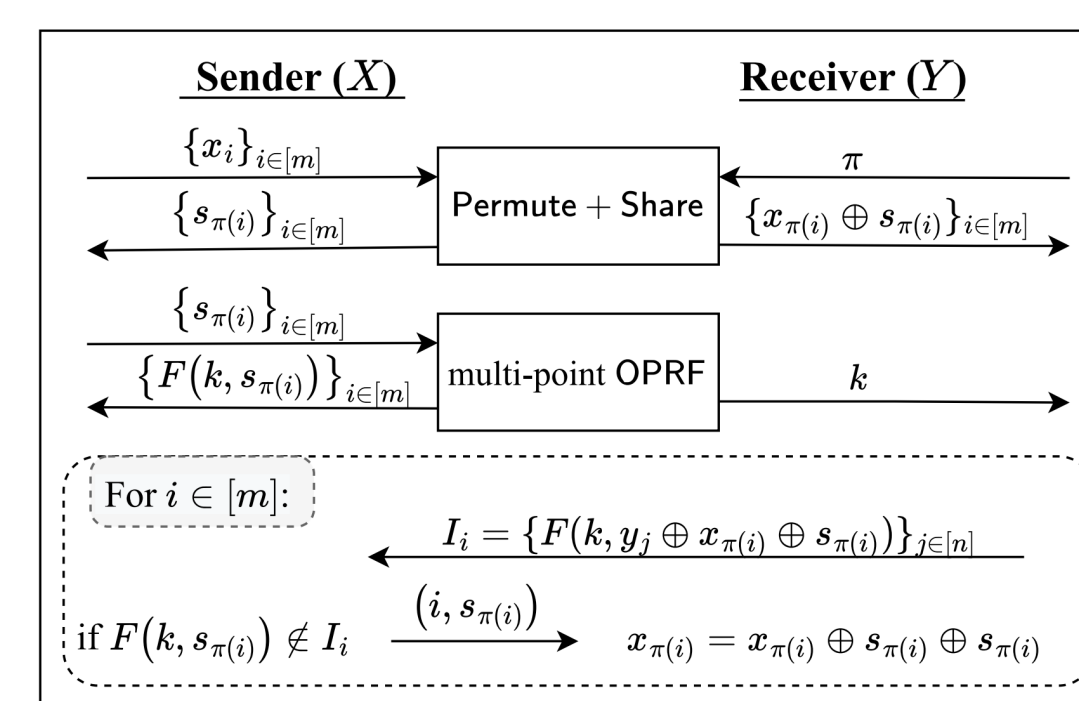 Sender (X)
Receiver (Y)
{x_i}_{i∈[m]}
π
Permute + Share
{s_{π(i)}}_{i∈[m]}
{x_{π(i)} ⊕ s_{π(i)}}_{i∈[m]}
{s_{π(i)}}_{i∈[m]}
{F(k, s_{π(i)})}_{i∈[m]}
multi-point OPRF
k
For i ∈ [m]:
I_i = {F(k, y_j ⊕ x_{π(i)} ⊕ s_{π(i)})}_{j∈[n]}
(i, s_{π(i)})
if F(k, s_{π(i)}) ∉ I_i
x_{π(i)} = x_{π(i)} ⊕ s_{π(i)} ⊕ s_{π(i)}